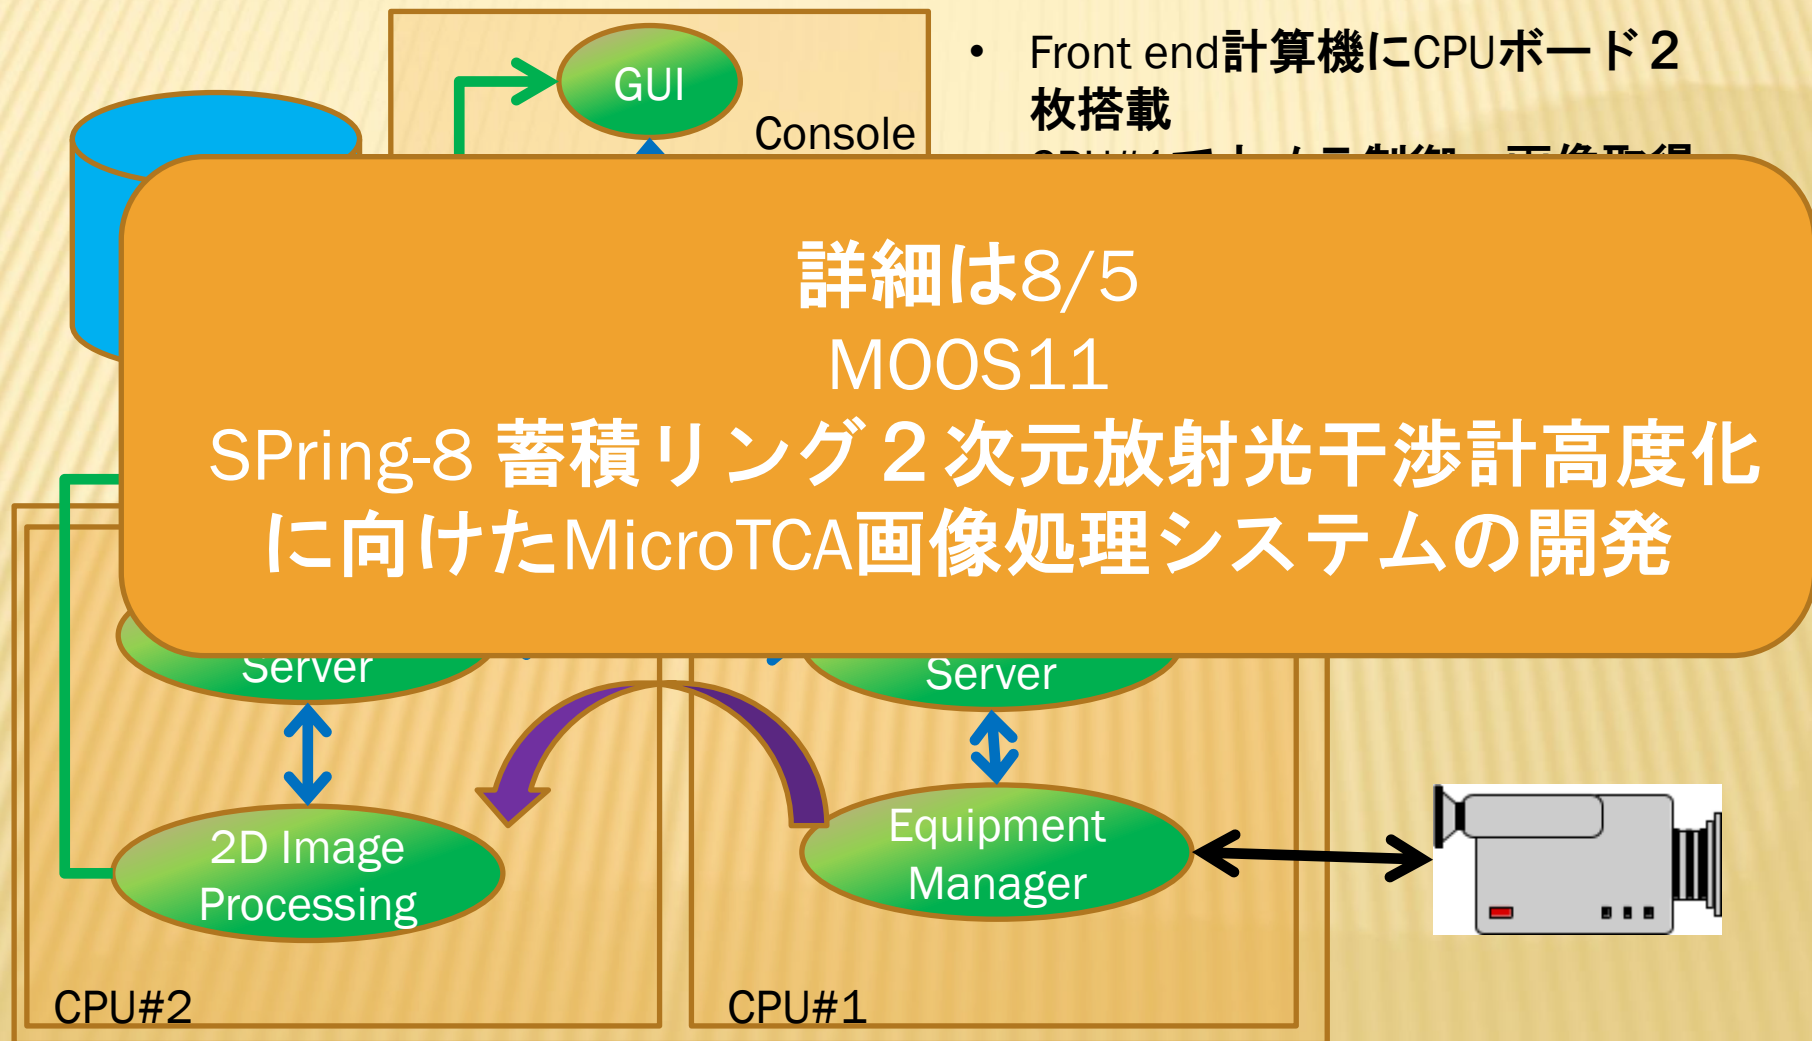 GUI
Console
• Front end計算機にCPUボード２
枚搭載
詳細は8/5
MOOS11
SPring-8 蓄積リング２次元放射光干渉計高度化
に向けたMicroTCA画像処理システムの開発
Server
Server
2D Image
Processing
Equipment
Manager
CPU#2
CPU#1